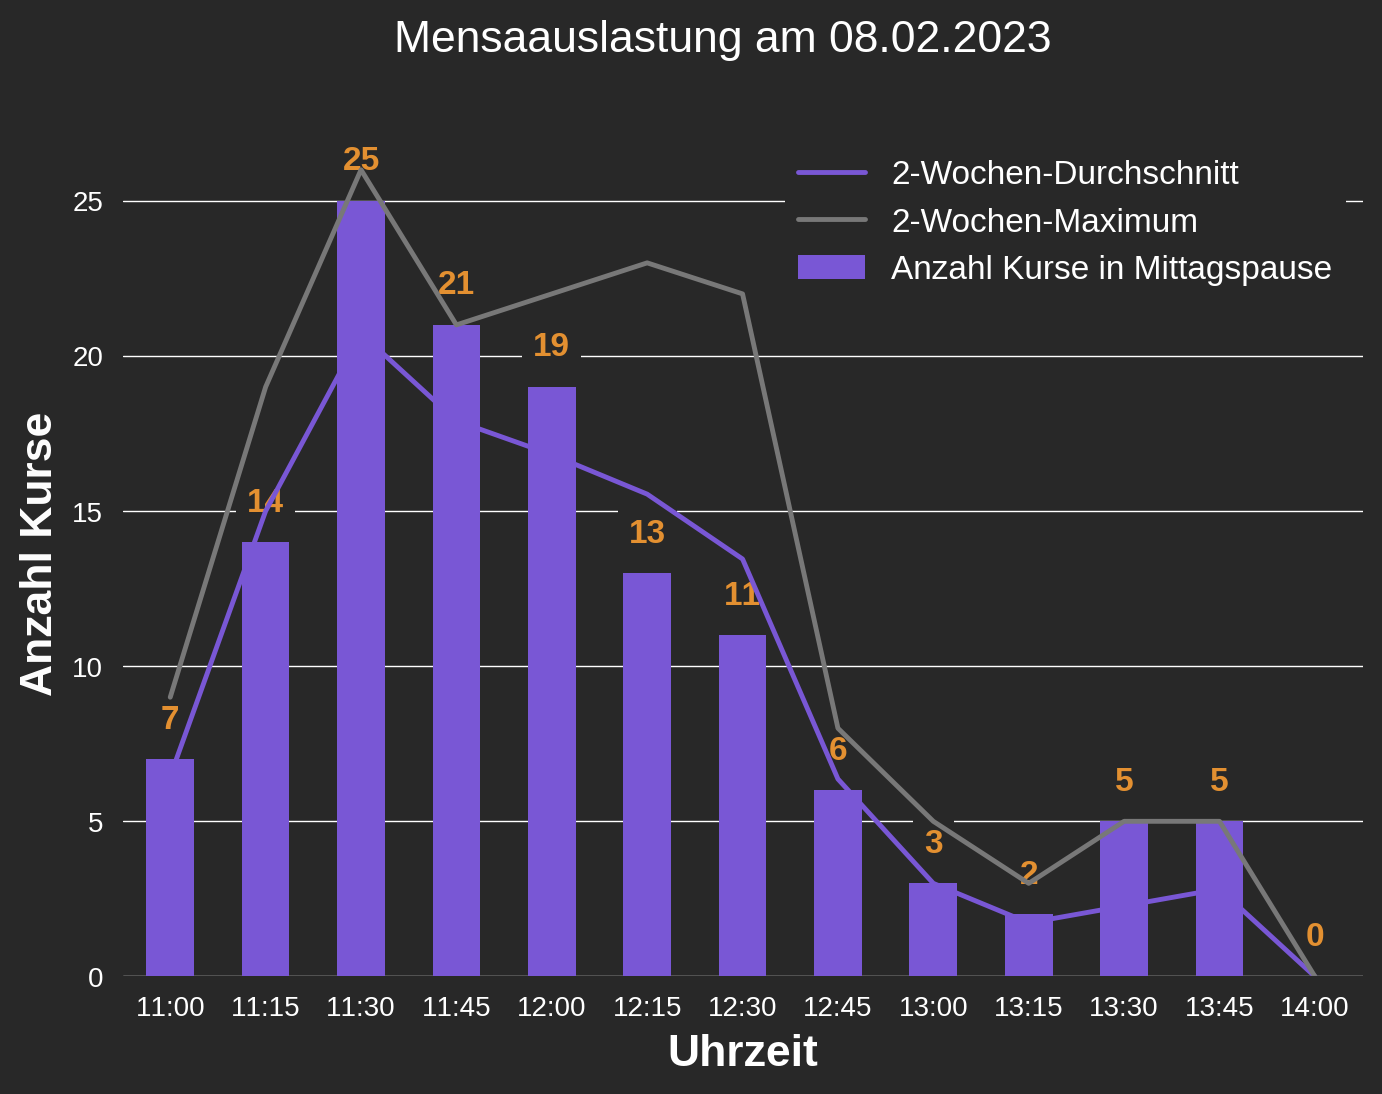 Mensaauslastung am 08.02.2023
2-Wochen-Durchschnitt
2-Wochen-Maximum
Anzahl Kurse in Mittagspause
Anzahl Kurse
25
20
15
10
5
0
7
14
25
21
19
13
11
6
3
2
5
5
0
11:00 11:15 11:30 11:45 12:00 12:15 12:30 12:45 13:00 13:15 13:30 13:45 14:00
Uhrzeit